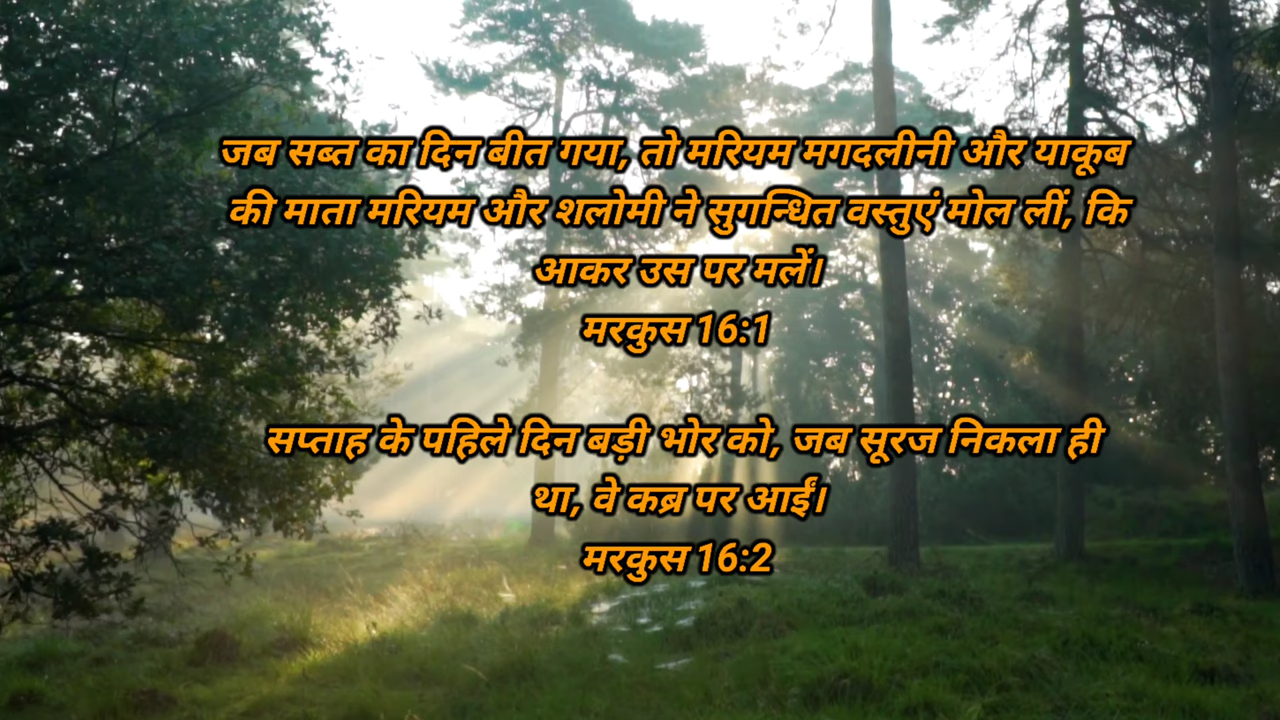 जब सब्त का दिन बीत गया, तो मरियम मगदलीनी और याकूब
की माता मरियम और शलोमी ने सुगन्धित वस्तुएं मोल लीं, कि
आकर उस पर मलें।
मरकुस 16:1
सप्ताह के पहिले दिन बड़ी भोर को, जब सूरज निकला ही
था, वे कब्र पर आईं।
मरकुस 16:2